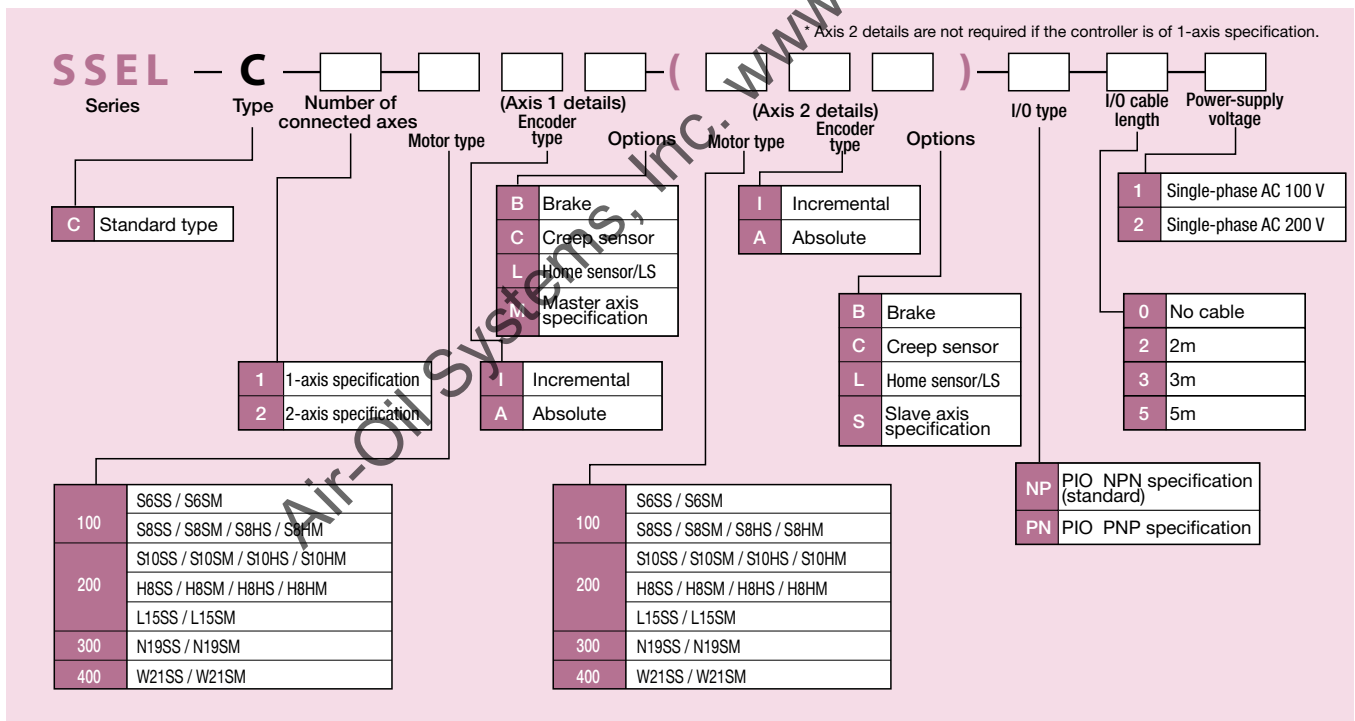 * Axis 2 details are not required if the controller is of 1-axis specification.
SSEL — C — — — ( ) — — —
Series
Type
Number of
connected axes
(Axis 1 details)
Motor type
Encoder
type
Options
(Axis 2 details)
Motor type
Encoder
type
Options
I/O type
I/O cable
length
Power-supply
voltage
C Standard type
1 1-axis specification
2 2-axis specification
B Brake
C Creep sensor
L Home sensor/LS
M Master axis
specification
I Incremental
A Absolute
I Incremental
A Absolute
B Brake
C Creep sensor
L Home sensor/LS
S Slave axis
specification
1 Single-phase AC 100 V
2 Single-phase AC 200 V
0 No cable
2 2m
3 3m
5 5m
NP PIO NPN specification
(standard)
PN PIO PNP specification
100 S6SS / S6SM
S8SS / S8SM / S8HS / S8HM
200 S10SS / S10SM / S10HS / S10HM
H8SS / H8SM / H8HS / H8HM
L15SS / L15SM
300 N19SS / N19SM
400 W21SS / W21SM
100 S6SS / S6SM
S8SS / S8SM / S8HS / S8HM
200 S10SS / S10SM / S10HS / S10HM
H8SS / H8SM / H8HS / H8HM
L15SS / L15SM
300 N19SS / N19SM
400 W21SS / W21SM
Air-Oil Systems, Inc. www